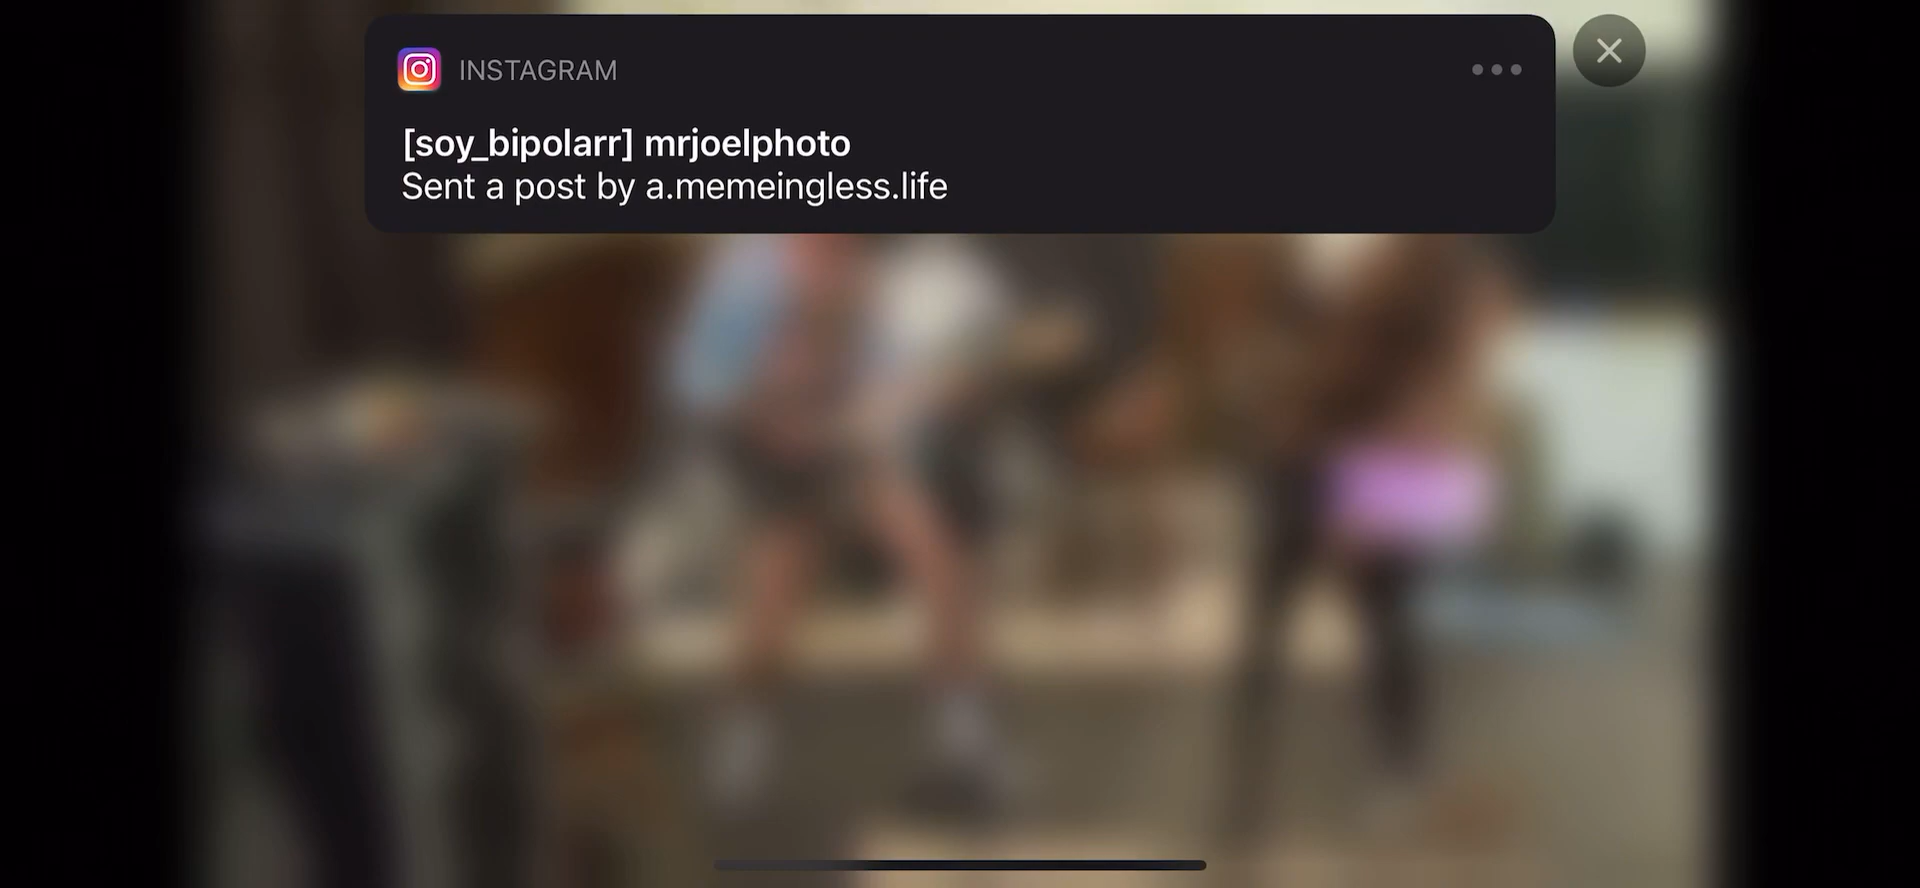 INSTAGRAM
[soy_bipolarr] mrjoelphoto
Sent a post by a.memeingless.life